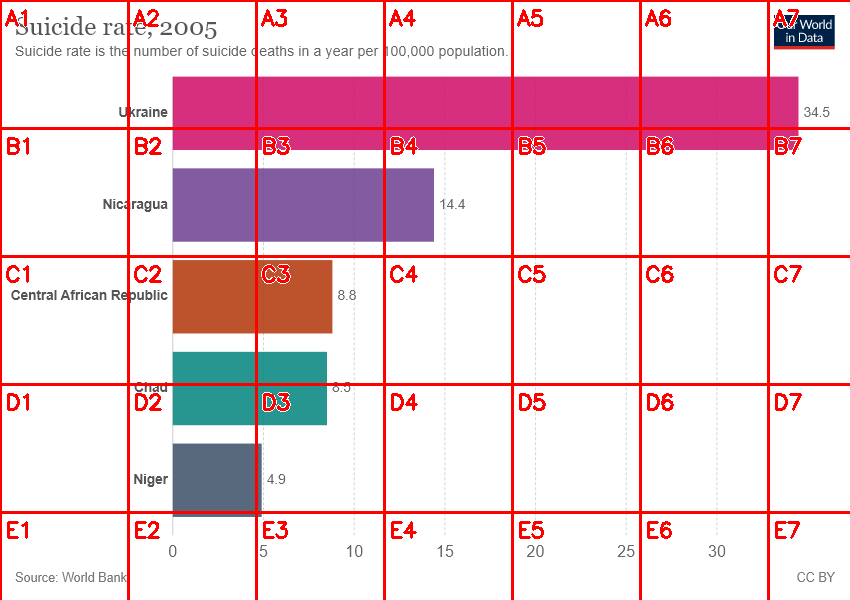 Suicide rate, 2005
Suicide rate is the number of suicide deaths in a year per 100,000 population.
Our World
in Data
A1 A2 A3 A4 A5 A6 A7
Ukraine 34.5
B1 B2 B3 B4 B5 B6 B7
Nicaragua 14.4
C1 C2 C3 C4 C5 C6 C7
Central African Republic 8.8
Chad 8.5
D1 D2 D3 D4 D5 D6 D7
Niger 4.9
E1 E2 E3 E4 E5 E6 E7
0 5 10 15 20 25 30
Source: World Bank CC BY